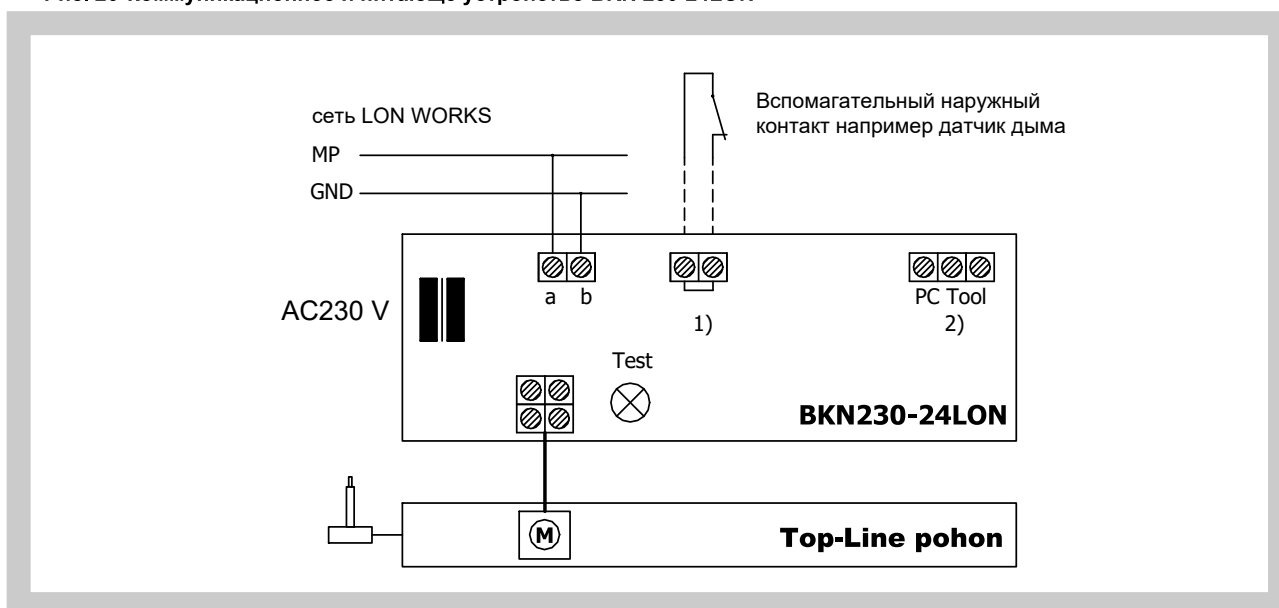 сеть LON WORKS
Вспомагательный наружный
контакт например датчик дыма
MP
GND
AC230 V
a b
1)
PC Tool
2)
Test
BKN230-24LON
M
Top-Line pohon